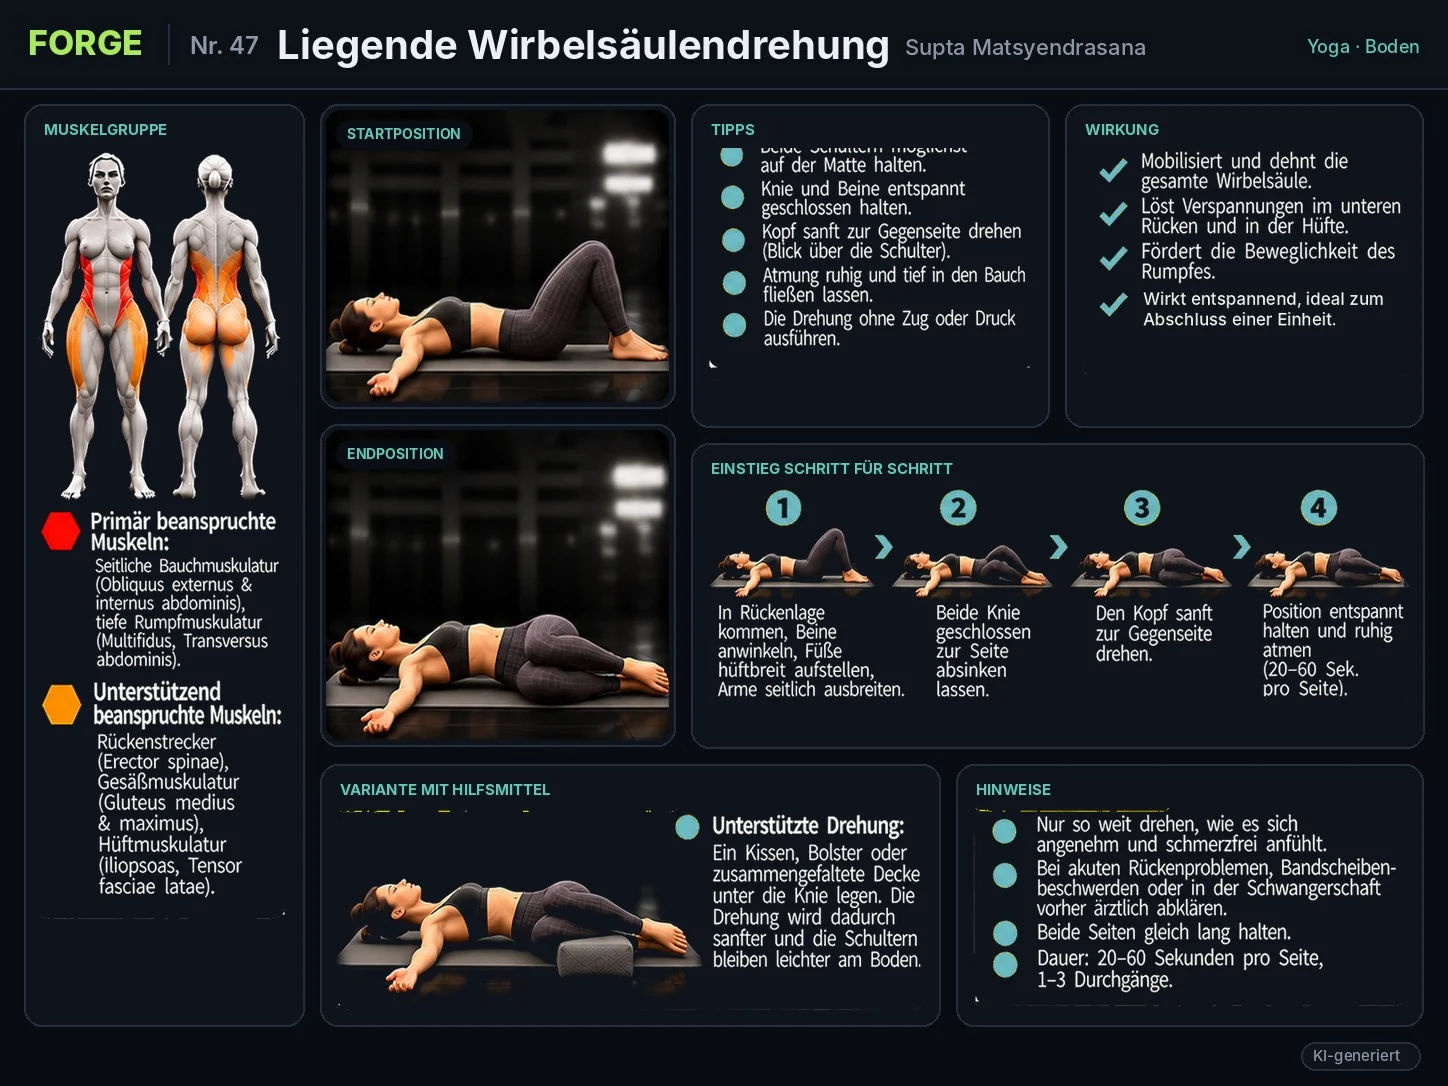 FORGE
Nr. 47
Liegende Wirbelsäulendrehung
Supta Matsyendrasana
Yoga · Boden
MUSKELGRUPPE
Primär beanspruchte
Muskeln:
Seitliche Bauchmuskulatur
(Obliquus externus &
internus abdominis),
tiefe Rumpfmuskulatur
(Multifidus, Transversus
abdominis).
Unterstützend
beanspruchte Muskeln:
Rückenstrecker
(Erector spinae),
Gesäßmuskulatur
(Gluteus medius
& maximus),
Hüftmuskulatur
(iliopsoas, Tensor
fasciae latae).
STARTPOSITION
ENDPOSITION
TIPPS
Beide Schultern möglichst
auf der Matte halten.
Knie und Beine entspannt
geschlossen halten.
Kopf sanft zur Gegenseite drehen
(Blick über die Schulter).
Atmung ruhig und tief in den Bauch
fließen lassen.
Die Drehung ohne Zug oder Druck
ausführen.
WIRKUNG
Mobilisiert und dehnt die
gesamte Wirbelsäule.
Löst Verspannungen im unteren
Rücken und in der Hüfte.
Fördert die Beweglichkeit des
Rumpfes.
Wirkt entspannend, ideal zum
Abschluss einer Einheit.
EINSTIEG SCHRITT FÜR SCHRITT
1
In Rückenlage
kommen, Beine
anwinkeln, Füße
hüftbreit aufstellen,
Arme seitlich ausbreiten.
2
Beide Knie
geschlossen
zur Seite
absinken
lassen.
3
Den Kopf sanft
zur Gegenseite
drehen.
4
Position entspannt
halten und ruhig
atmen
(20–60 Sek.
pro Seite).
VARIANTE MIT HILFSMITTEL
Unterstützte Drehung:
Ein Kissen, Bolster oder
zusammengefaltete Decke
unter die Knie legen. Die
Drehung wird dadurch
sanfter und die Schultern
bleiben leichter am Boden.
HINWEISE
Nur so weit drehen, wie es sich
angenehm und schmerzfrei anfühlt.
Bei akuten Rückenproblemen, Bandscheiben-
beschwerden oder in der Schwangerschaft
vorher ärztlich abklären.
Beide Seiten gleich lang halten.
Dauer: 20–60 Sekunden pro Seite,
1–3 Durchgänge.
KI-generiert